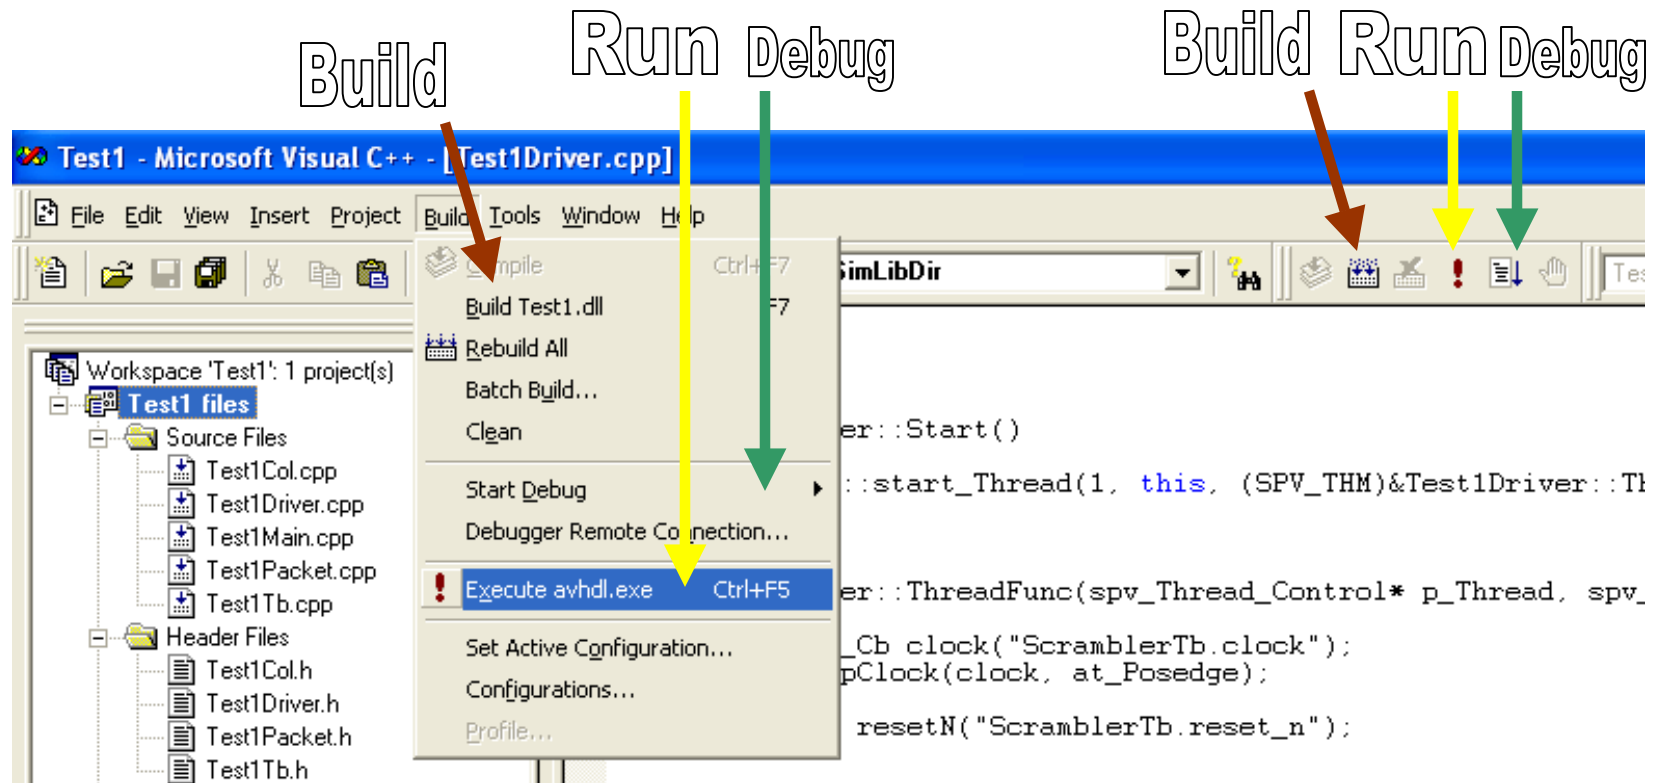 Build Run Debug Build Run Debug
Test1 - Microsoft Visual C++ - [Test1Driver.cpp]
File Edit View Insert Project Build Tools Window Help
Compile Ctrl+F7
SimLibDir
Build Test1.dll F7
Rebuild All
Batch Build...
Clean
Start Debug
Debugger Remote Connection...
Execute avhdl.exe Ctrl+F5
Set Active Configuration...
Configurations...
Profile...
Workspace 'Test1': 1 project(s)
Test1 files
Source Files
Test1Col.cpp
Test1Driver.cpp
Test1Main.cpp
Test1Packet.cpp
Test1Tb.cpp
Header Files
Test1Col.h
Test1Driver.h
Test1Packet.h
Test1Tb.h
er::Start()
::start_Thread(1, this, (SPV_THM)&Test1Driver::Th
er::ThreadFunc(spv_Thread_Control* p_Thread, spv_
_Cb clock("ScramblerTb.clock");
pClock(clock, at_Posedge);
resetN("ScramblerTb.reset_n");